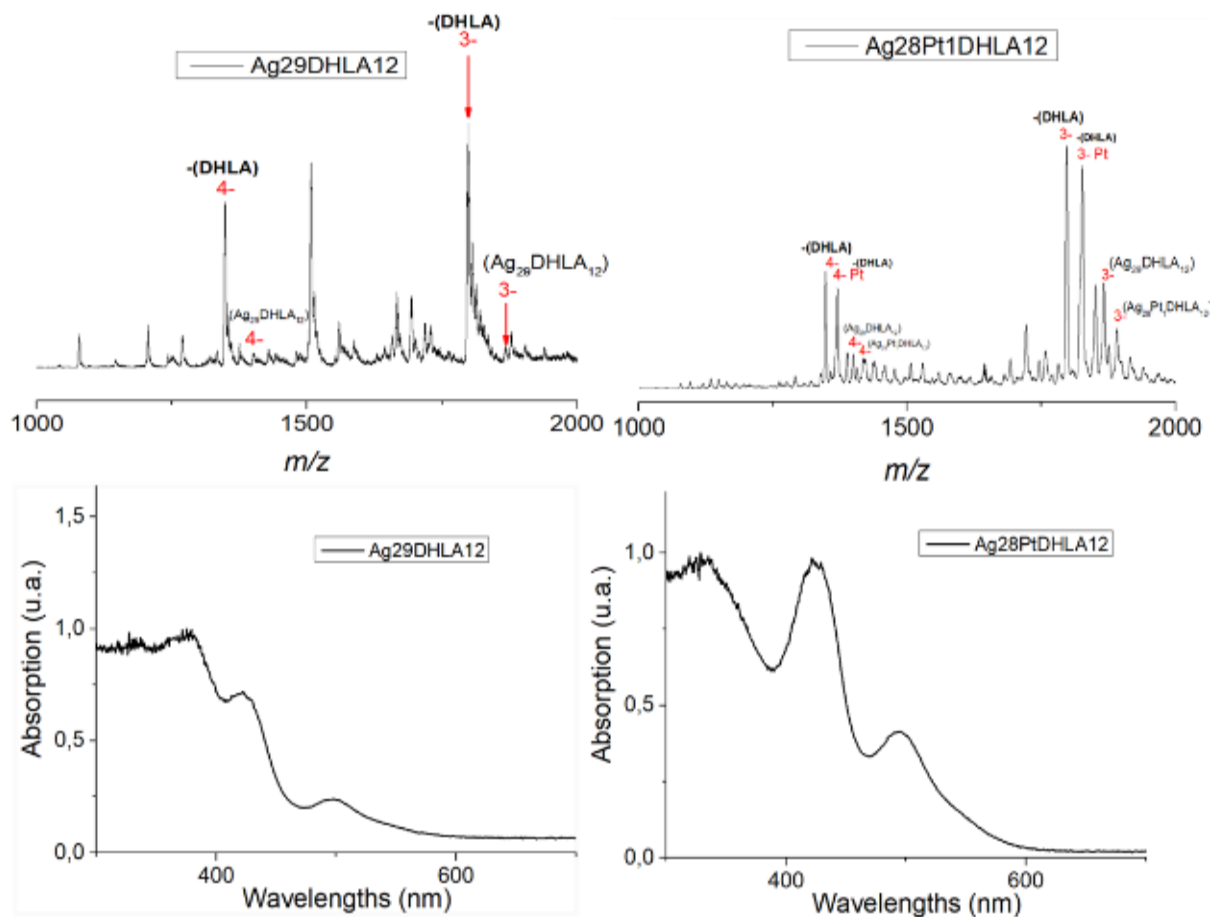 -(DHLA)
3-
Ag29DHLA12
-(DHLA)
4-
(Ag29DHLA12)
4-
(Ag29DHLA12)
3-
1000 1500 2000
m/z
Ag28Pt1DHLA12
-(DHLA)
3- -(DHLA)
3- Pt
-(DHLA)
4- -(DHLA)
4- Pt
3- (Ag29DHLA12)
(Ag28Pt1DHLA12)
3-
4-
4-
1000 1500 2000
m/z
1,5
1,0
0,5
0,0
Absorption (u.a.)
Ag29DHLA12
400 600
Wavelengths (nm)
1,0
0,5
0,0
Absorption (u.a.)
Ag28PtDHLA12
400 600
Wavelengths (nm)